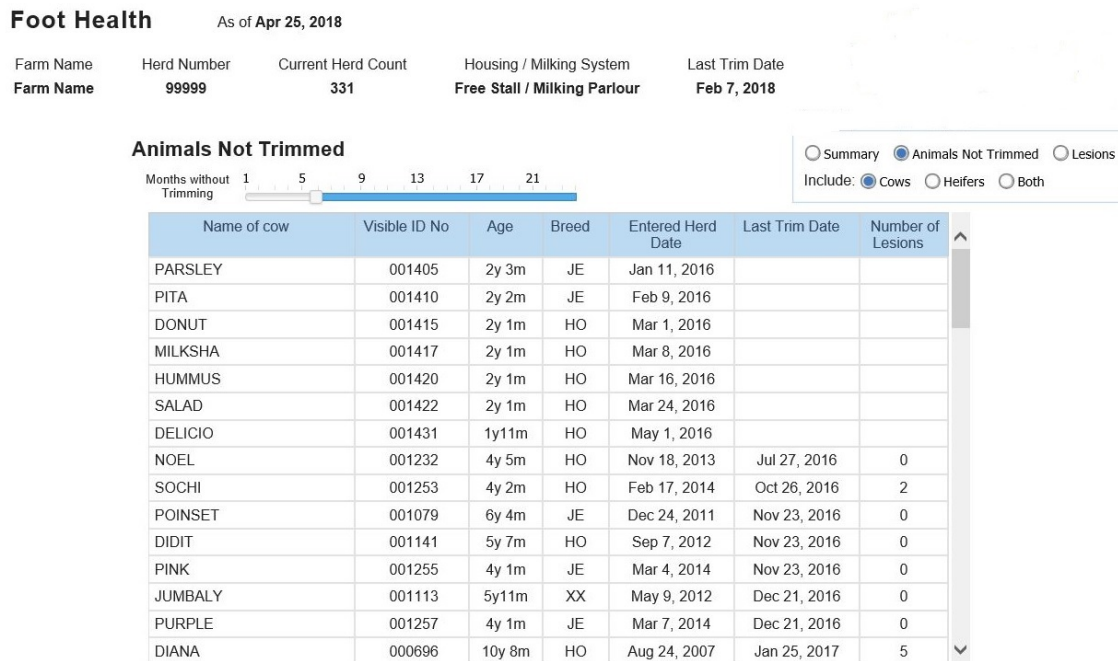 Foot Health As of Apr 25, 2018
Farm Name Herd Number Current Herd Count Housing / Milking System Last Trim Date
Farm Name 99999 331 Free Stall / Milking Parlour Feb 7, 2018
Animals Not Trimmed
Summary Animals Not Trimmed Lesions
Include: Cows Heifers Both
Months without Trimming 1 5 9 13 17 21
Name of cow Visible ID No Age Breed Entered Herd Date Last Trim Date Number of Lesions
PARSLEY 001405 2y 3m JE Jan 11, 2016
PITA 001410 2y 2m JE Feb 9, 2016
DONUT 001415 2y 1m HO Mar 1, 2016
MILKSHA 001417 2y 1m HO Mar 8, 2016
HUMMUS 001420 2y 1m HO Mar 16, 2016
SALAD 001422 2y 1m HO Mar 24, 2016
DELICIO 001431 1y11m HO May 1, 2016
NOEL 001232 4y 5m HO Nov 18, 2013 Jul 27, 2016 0
SOCHI 001253 4y 2m HO Feb 17, 2014 Oct 26, 2016 2
POINSET 001079 6y 4m JE Dec 24, 2011 Nov 23, 2016 0
DIDIT 001141 5y 7m HO Sep 7, 2012 Nov 23, 2016 0
PINK 001255 4y 1m JE Mar 4, 2014 Nov 23, 2016 0
JUMBALY 001113 5y11m XX May 9, 2012 Dec 21, 2016 0
PURPLE 001257 4y 1m JE Mar 7, 2014 Dec 21, 2016 0
DIANA 000696 10y 8m HO Aug 24, 2007 Jan 25, 2017 5